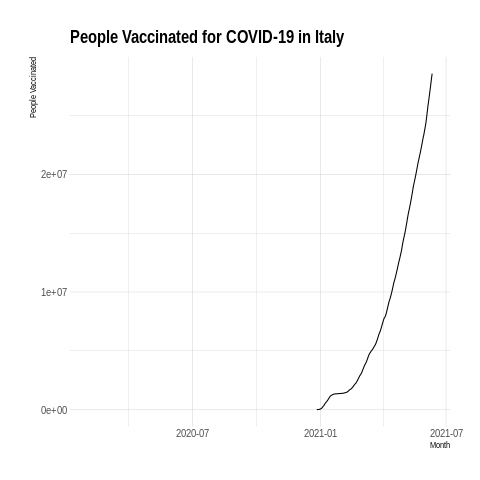 People Vaccinated for COVID-19 in Italy
People Vaccinated
2e+07
1e+07
0e+00
2020-07
2021-01
2021-07
Month